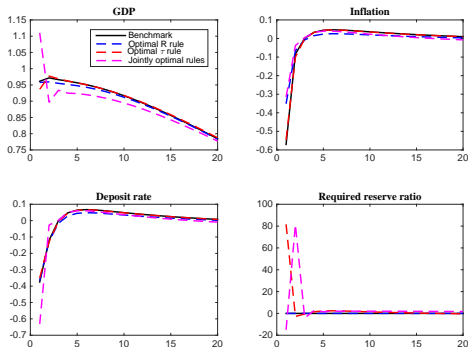 GDP
1.15
1.1
1.05
1
0.95
0.9
0.85
0.8
0.75
0 5 10 15 20
Benchmark
Optimal R rule
Optimal τ rule
Jointly optimal rules
Inflation
0.1
0
-0.1
-0.2
-0.3
-0.4
-0.5
-0.6
0 5 10 15 20
Deposit rate
0.1
0
-0.1
-0.2
-0.3
-0.4
-0.5
-0.6
-0.7
0 5 10 15 20
Required reserve ratio
100
80
60
40
20
0
-20
0 5 10 15 20